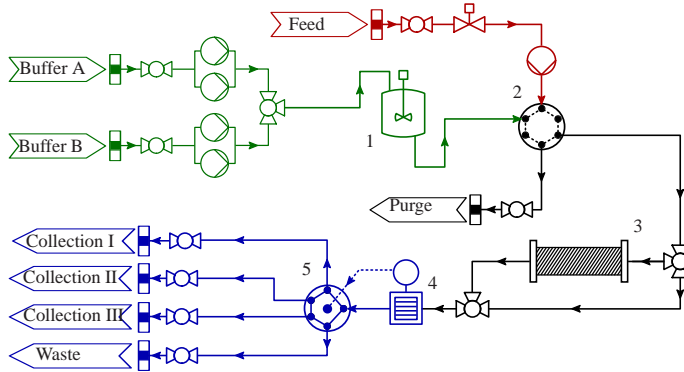 Feed
Buffer A
2
1
Buffer B
Purge
3
Collection I
5
4
Collection II
Collection III
Waste